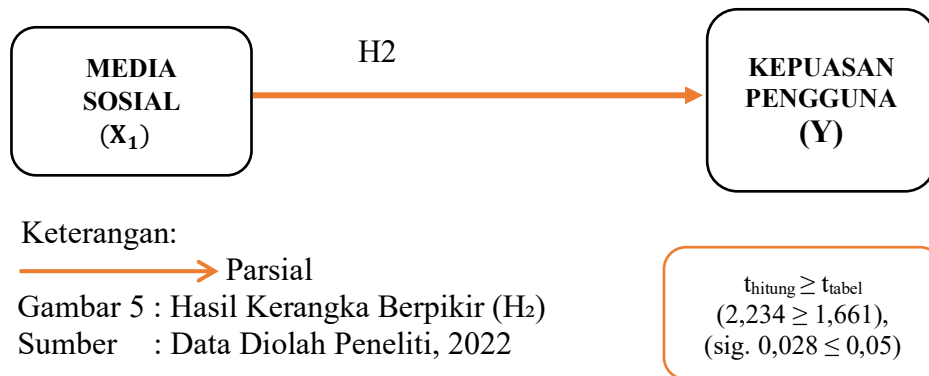 MEDIA
SOSIAL
(X₁)
H2
KEPUASAN
PENGGUNA
(Y)
Keterangan:
Parsial
Gambar 5 : Hasil Kerangka Berpikir (H₂)
Sumber : Data Diolah Peneliti, 2022
thitung ≥ ttabel
(2,234 ≥ 1,661),
(sig. 0,028 ≤ 0,05)